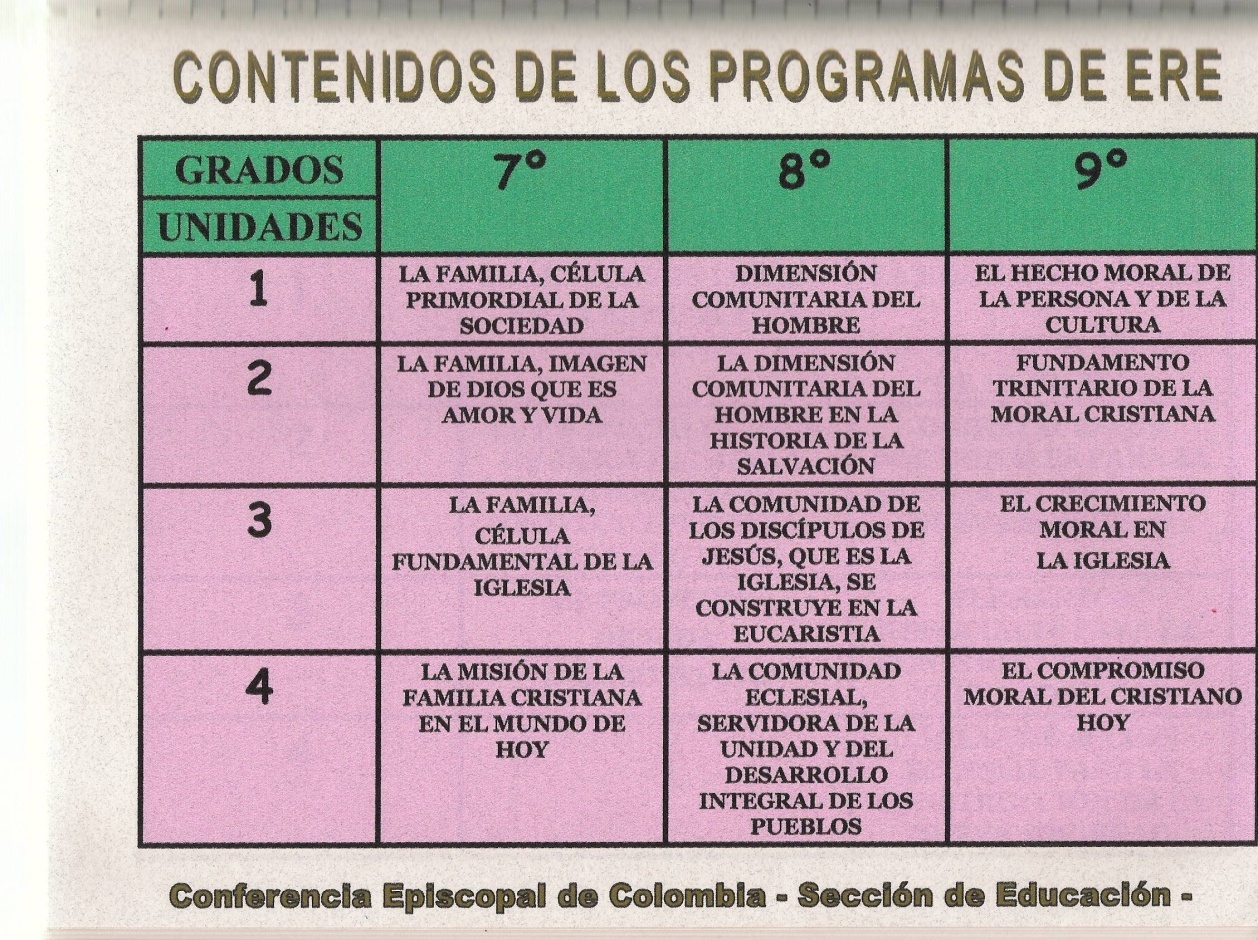 CONTENIDOS DE LOS PROGRAMAS DE ERE
GRADOS
UNIDADES
7º
8º
9º
1
LA FAMILIA, CÉLULA
PRIMORDIAL DE LA
SOCIEDAD
DIMENSIÓN
COMUNITARIA DEL
HOMBRE
EL HECHO MORAL DE
LA PERSONA Y DE LA
CULTURA
2
LA FAMILIA, IMAGEN
DE DIOS QUE ES
AMOR Y VIDA
LA DIMENSIÓN
COMUNITARIA DEL
HOMBRE EN LA
HISTORIA DE LA
SALVACIÓN
FUNDAMENTO
TRINITARIO DE LA
MORAL CRISTIANA
3
LA FAMILIA,
CÉLULA
FUNDAMENTAL DE LA
IGLESIA
LA COMUNIDAD DE
LOS DISCÍPULOS DE
JESÚS, QUE ES LA
IGLESIA, SE
CONSTRUYE EN LA
EUCARISTIA
EL CRECIMIENTO
MORAL EN
LA IGLESIA
4
LA MISIÓN DE LA
FAMILIA CRISTIANA
EN EL MUNDO DE
HOY
LA COMUNIDAD
ECLESIAL,
SERVIDORA DE LA
UNIDAD Y DEL
DESARROLLO
INTEGRAL DE LOS
PUEBLOS
EL COMPROMISO
MORAL DEL CRISTIANO
HOY
Conferencia Episcopal de Colombia - Sección de Educación -